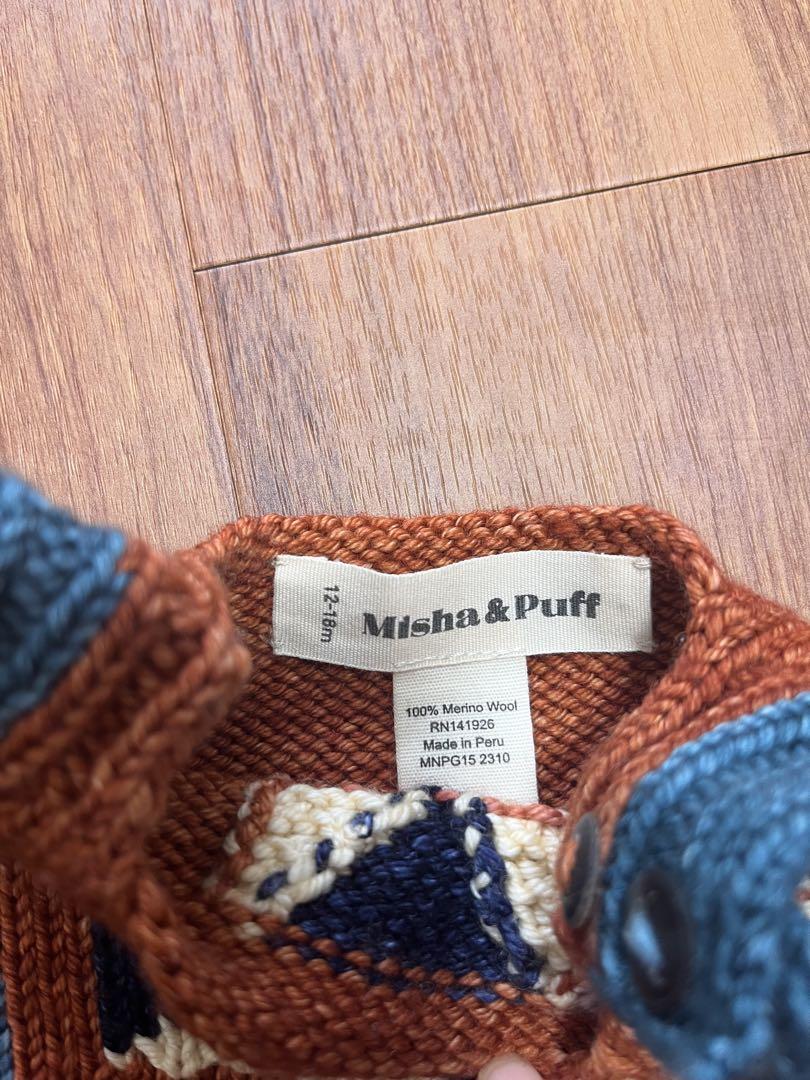 12-18m
Misha & Puff
100% Merino Wool
RN141926
Made in Peru
MNPG15 2310